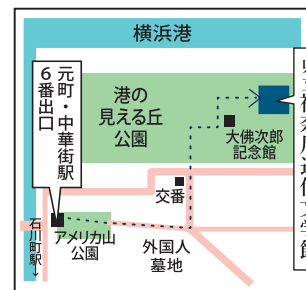 横浜港
港の
見える丘
公園
大佛次郎
記念館
元町・中華街駅
6番出口
交番
アメリカ山
公園
外国人
墓地
石川町駅↓